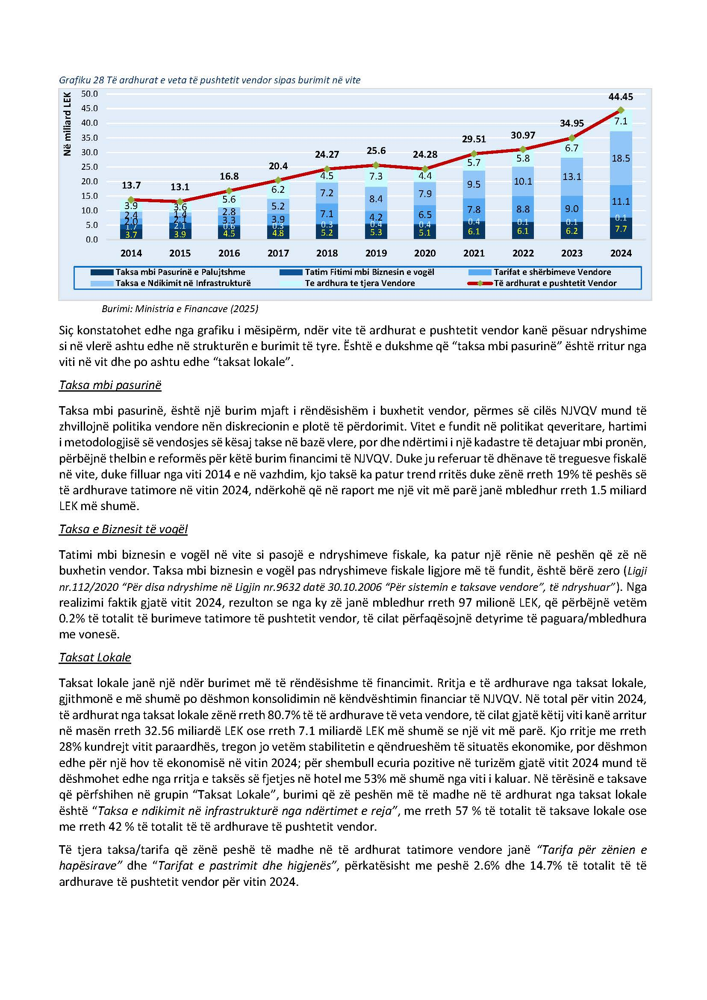 Grafiku 28 Të ardhurat e veta të pushtetit vendor sipas burimit në vite
Në miliard LEK
50.0
45.0
40.0
35.0
30.0
25.0
20.0
15.0
10.0
5.0
0.0
13.7 13.1 16.8 20.4 24.27 25.6 24.28 29.51 30.97 34.95 44.45
3.9 3.6 5.6 6.2 4.5 7.3 4.4 5.7 5.8 6.7 7.1
2.4 1.4 2.8 5.2 7.2 8.4 7.9 9.5 10.1 13.1 18.5
2.0 2.1 3.3 3.9 7.1 4.2 6.5 7.8 8.8 9.0 11.1
1.7 2.1 0.6 0.3 0.3 0.4 0.4 0.4 0.1 0.1 0.1
3.7 3.9 4.5 4.8 5.2 5.3 5.1 6.1 6.1 6.2 7.7
2014 2015 2016 2017 2018 2019 2020 2021 2022 2023 2024
Taksa mbi Pasurinë e Palujtshme Tatim Fitimi mbi Biznesin e vogël Tarifat e shërbimeve Vendore
Taksa e Ndikimit në Infrastrukturë Te ardhura te tjera Vendore Të ardhurat e pushtetit Vendor
Burimi: Ministria e Financave (2025)
Siç konstatohet edhe nga grafiku i mësipërm, ndër vite të ardhurat e pushtetit vendor kanë pësuar ndryshime
si në vlerë ashtu edhe në strukturën e burimit të tyre. Është e dukshme që “taksa mbi pasurinë” është rritur nga
viti në vit dhe po ashtu edhe “taksat lokale”.
Taksa mbi pasurinë
Taksa mbi pasurinë, është një burim mjaft i rëndësishëm i buxhetit vendor, përmes së cilës NJVQV mund të
zhvillojnë politika vendore nën diskrecionin e plotë të përdorimit. Vitet e fundit në politikat qeveritare, hartimi
i metodologjisë së vendosjes së kësaj takse në bazë vlere, por dhe ndërtimi i një kadastre të detajuar mbi pronën,
përbëjnë thelbin e reformës për këtë burim financimi të NJVQV. Duke ju referuar të dhënave të treguesve fiskalë
në vite, duke filluar nga viti 2014 e në vazhdim, kjo taksë ka patur trend rritës duke zënë rreth 19% të peshës së
të ardhurave tatimore në vitin 2024, ndërkohë që në raport me një vit më parë janë mbledhur rreth 1.5 miliard
LEK më shumë.
Taksa e Biznesit të vogël
Tatimi mbi biznesin e vogël në vite si pasojë e ndryshimeve fiskale, ka patur një rënie në peshën që zë në
buxhetin vendor. Taksa mbi biznesin e vogël pas ndryshimeve fiskale ligjore më të fundit, është bërë zero (Ligji
nr.112/2020 “Për disa ndryshime në Ligjin nr.9632 datë 30.10.2006 “Për sistemin e taksave vendore”, të ndryshuar”). Nga
realizimi faktik gjatë vitit 2024, rezulton se nga ky zë janë mbledhur rreth 97 milionë LEK, që përbëjnë vetëm
0.2% të totalit të burimeve tatimore të pushtetit vendor, të cilat përfaqësojnë detyrime të paguara/mbledhura
me vonesë.
Taksat Lokale
Taksat lokale janë një ndër burimet më të rëndësishme të financimit. Rritja e të ardhurave nga taksat lokale,
gjithmonë e më shumë po dëshmon konsolidimin në këndvështimin financiar të NJVQV. Në total për vitin 2024,
të ardhurat nga taksat lokale zënë rreth 80.7% të të ardhurave të veta vendore, të cilat gjatë këtij viti kanë arritur
në masën rreth 32.56 miliardë LEK ose rreth 7.1 miliardë LEK më shumë se një vit më parë. Kjo rritje me rreth
28% kundrejt vitit paraardhës, tregon jo vetëm stabilitetin e qëndrueshëm të situatës ekonomike, por dëshmon
edhe për një hov të ekonomisë në vitin 2024; për shembull ecuria pozitive në turizëm gjatë vitit 2024 mund të
dëshmohet edhe nga rritja e taksës së fjetjes në hotel me 53% më shumë nga viti i kaluar. Në tërësinë e taksave
që përfshihen në grupin “Taksat Lokale”, burimi që zë peshën më të madhe në të ardhurat nga taksat lokale
është “Taksa e ndikimit në infrastrukturë nga ndërtimet e reja”, me rreth 57 % të totalit të taksave lokale ose
me rreth 42 % të totalit të të ardhurave të pushtetit vendor.
Të tjera taksa/tarifa që zënë peshë të madhe në të ardhurat tatimore vendore janë “Tarifa për zënien e
hapësirave” dhe “Tarifat e pastrimit dhe higjenës”, përkatësisht me peshë 2.6% dhe 14.7% të totalit të të
ardhurave të pushtetit vendor për vitin 2024.